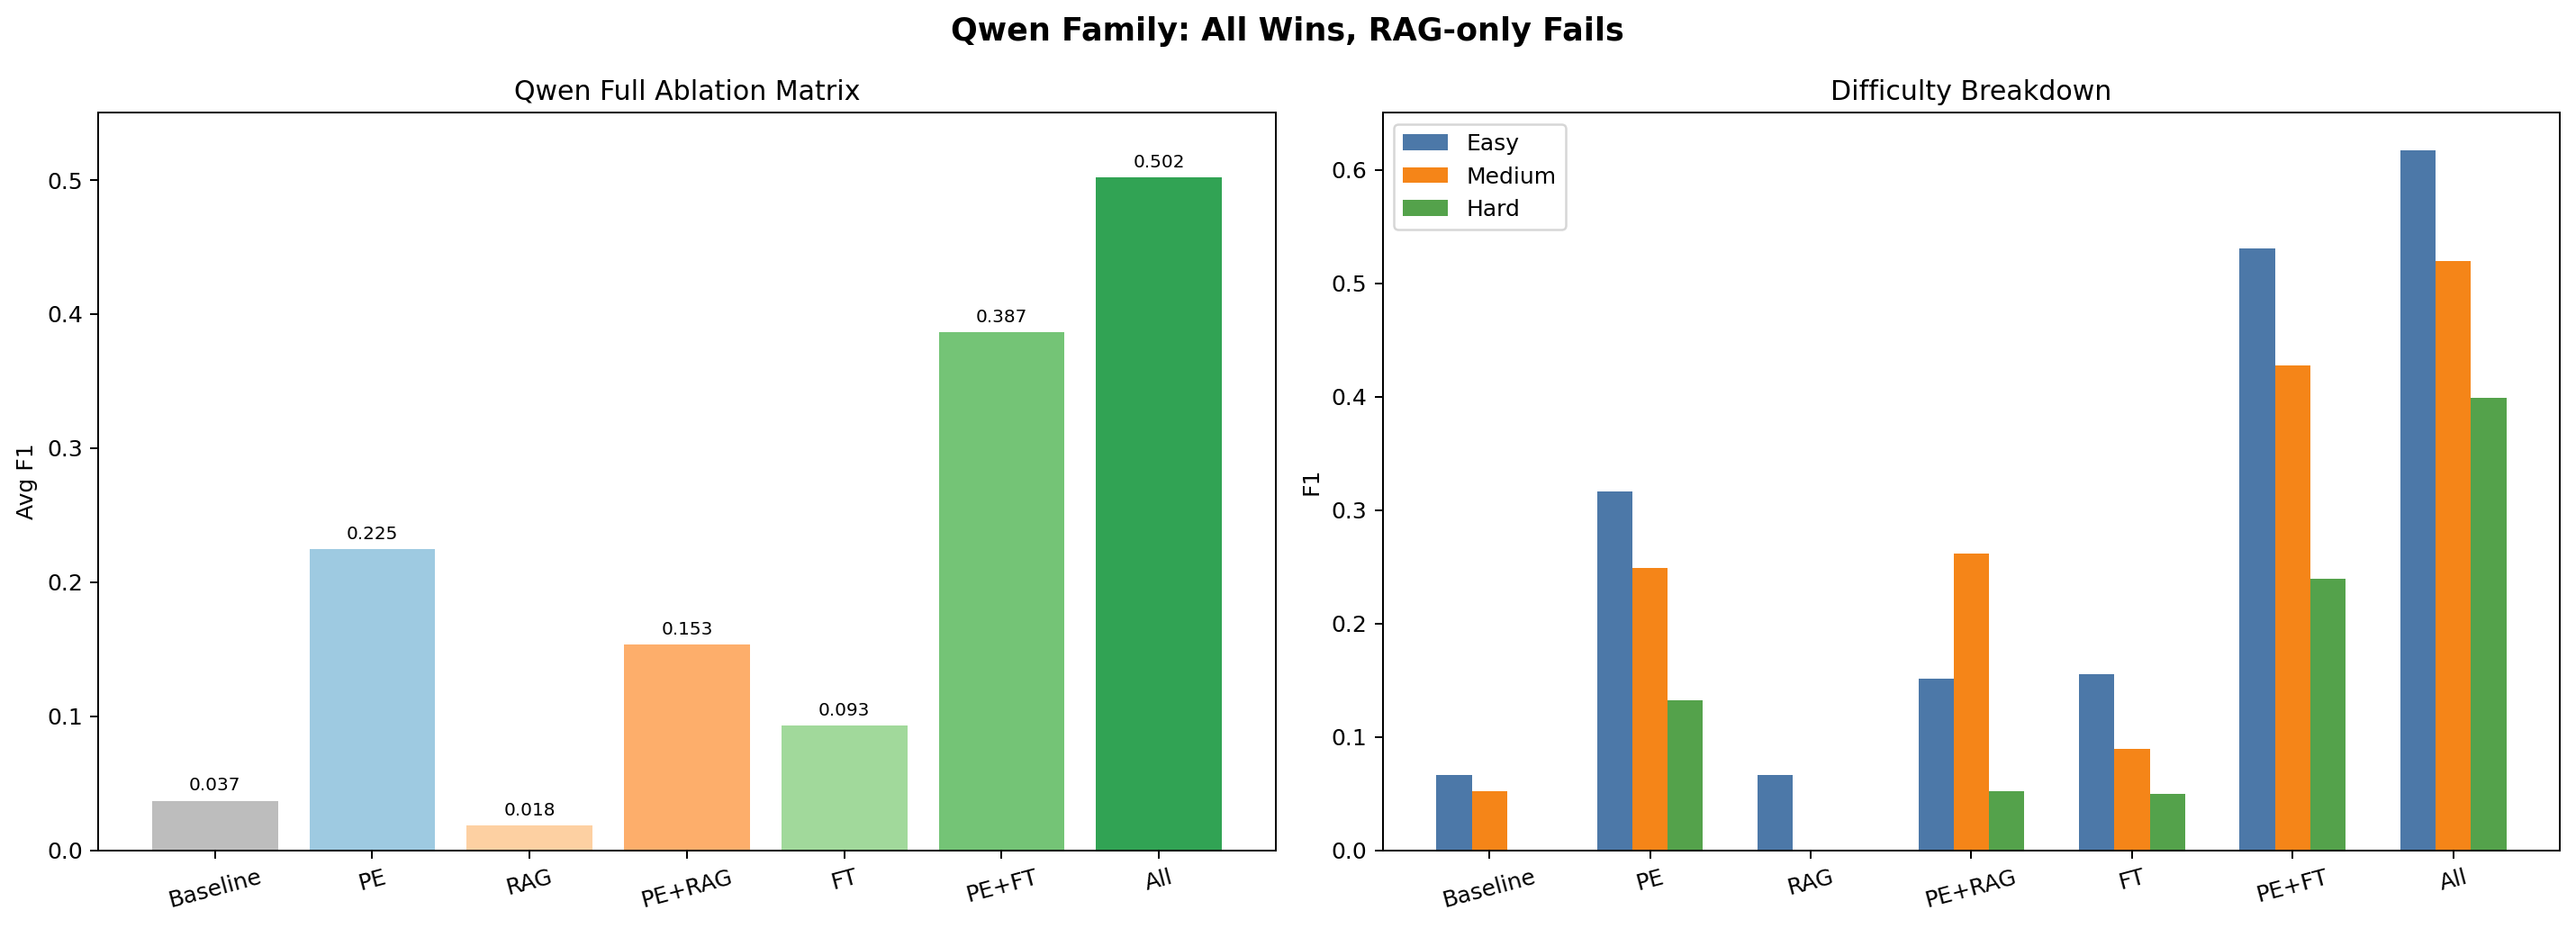 Qwen Family: All Wins, RAG-only Fails
Qwen Full Ablation Matrix
Avg F1
0.5
0.4
0.3
0.2
0.1
0.0
0.037
0.225
0.018
0.153
0.093
0.387
0.502
Baseline
PE
RAG
PE+RAG
FT
PE+FT
All
Difficulty Breakdown
Easy
Medium
Hard
F1
0.6
0.5
0.4
0.3
0.2
0.1
0.0
Baseline
PE
RAG
PE+RAG
FT
PE+FT
All